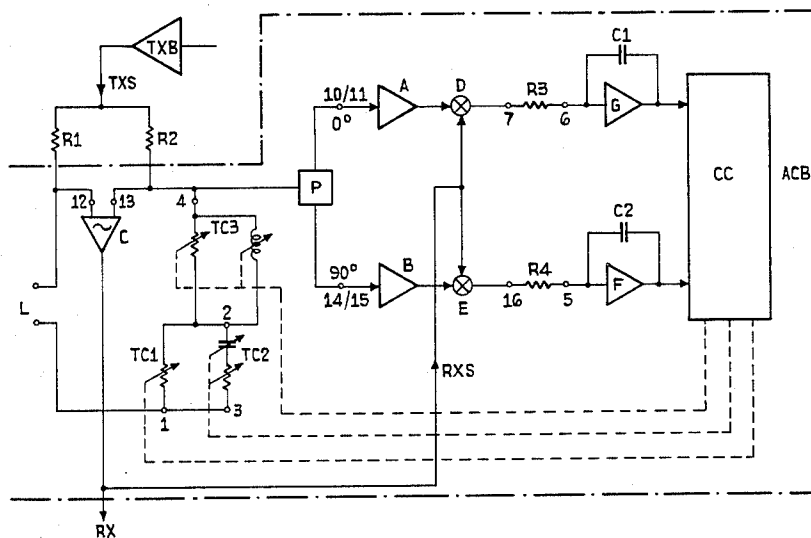 TXB
TXS
R1
R2
12
13
C
L
4
TC3
P
2
TC1
TC2
1
3
10/11
0°
A
D
7
R3
6
C1
G
CC
ACB
90°
14/15
B
E
16
R4
5
C2
F
RXS
RX